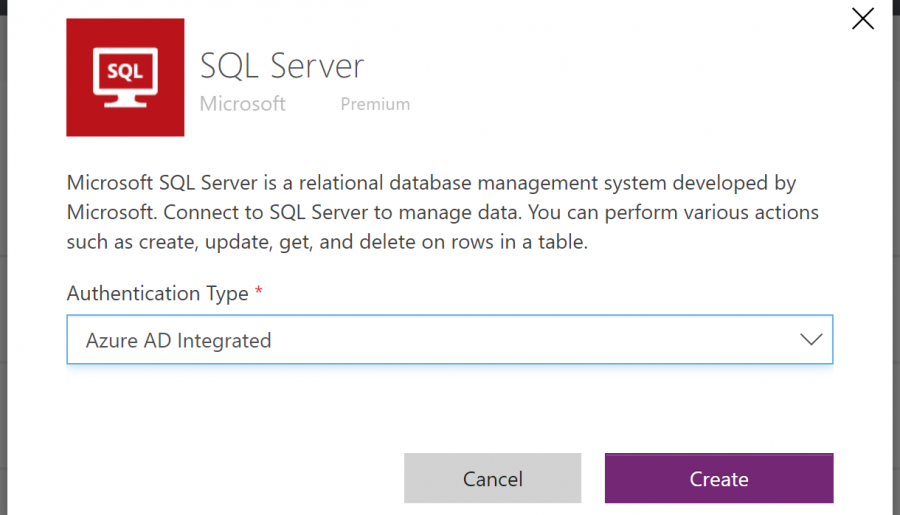 SQL
SQL Server
Microsoft Premium
Microsoft SQL Server is a relational database management system developed by
Microsoft. Connect to SQL Server to manage data. You can perform various actions
such as create, update, get, and delete on rows in a table.
Authentication Type *
Azure AD Integrated
Cancel Create